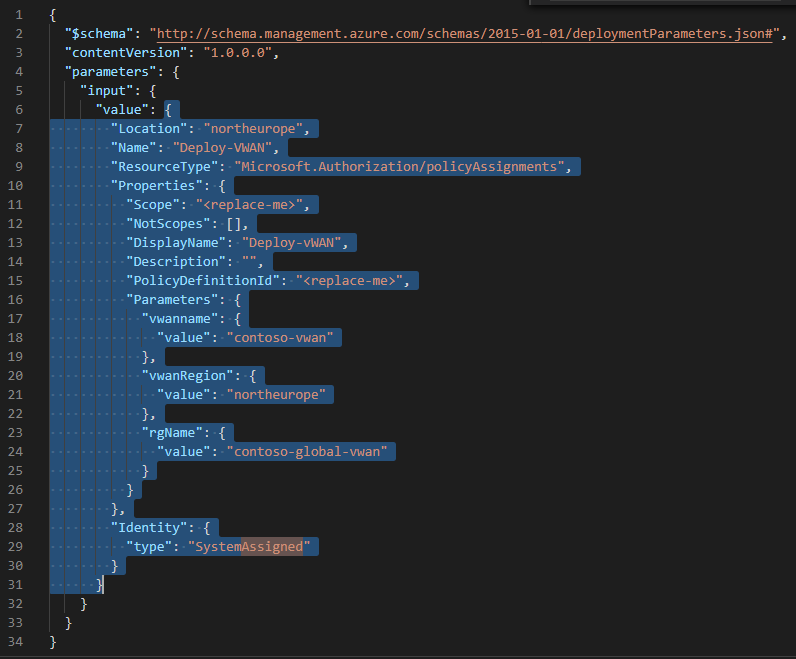 1 {
2 "$schema": "http://schema.management.azure.com/schemas/2015-01-01/deploymentParameters.json#",
3 "contentVersion": "1.0.0.0",
4 "parameters": {
5 "input": {
6 "value": {
7 "Location": "northeurope",
8 "Name": "Deploy-VWAN",
9 "ResourceType": "Microsoft.Authorization/policyAssignments",
10 "Properties": {
11 "Scope": "<replace-me>",
12 "NotScopes": [],
13 "DisplayName": "Deploy-vWAN",
14 "Description": "",
15 "PolicyDefinitionId": "<replace-me>",
16 "Parameters": {
17 "vwanname": {
18 "value": "contoso-vwan"
19 },
20 "vwanRegion": {
21 "value": "northeurope"
22 },
23 "rgName": {
24 "value": "contoso-global-vwan"
25 }
26 }
27 },
28 "Identity": {
29 "type": "SystemAssigned"
30 }
31 }
32 }
33 }
34 }